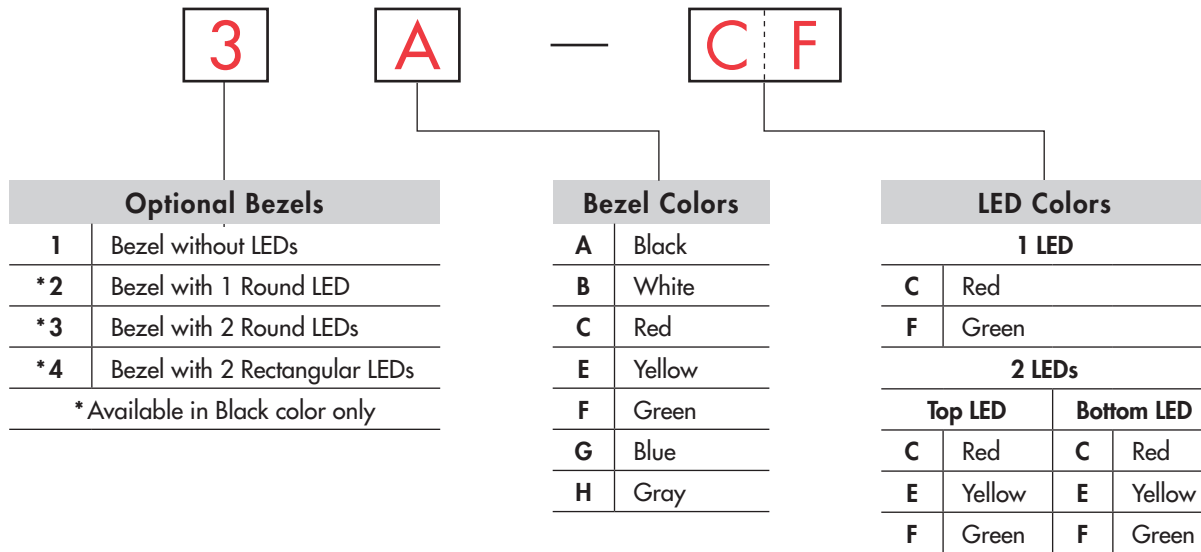 3 A — C F
Optional Bezels
1 Bezel without LEDs
*2 Bezel with 1 Round LED
*3 Bezel with 2 Round LEDs
*4 Bezel with 2 Rectangular LEDs
*Available in Black color only
Bezel Colors
A Black
B White
C Red
E Yellow
F Green
G Blue
H Gray
LED Colors
1 LED
C Red
F Green
2 LEDs
Top LED Bottom LED
C Red C Red
E Yellow E Yellow
F Green F Green